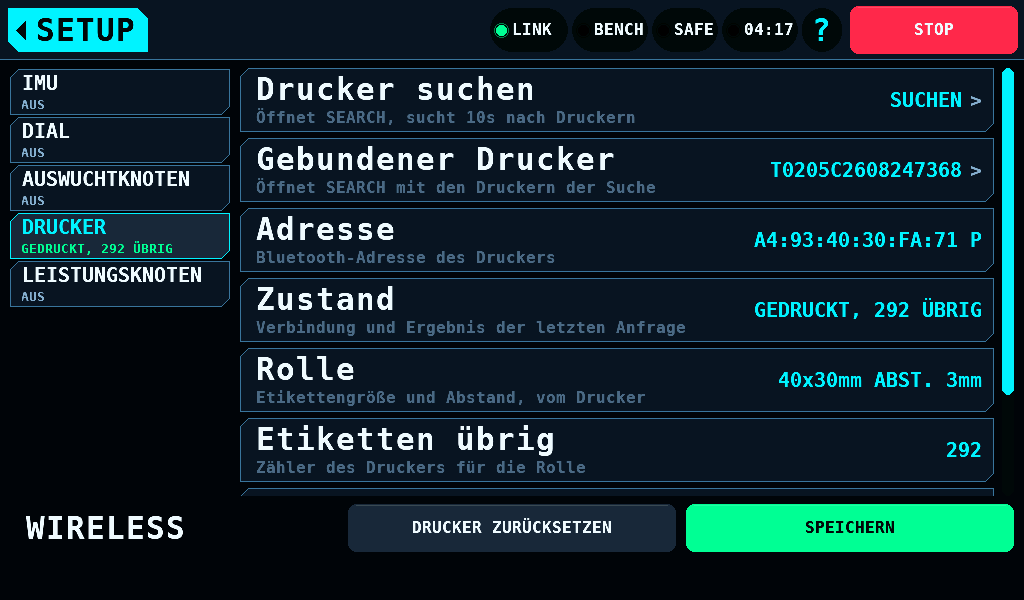 SETUP
LINK
BENCH
SAFE
04:17
?
STOP
IMU
AUS
DIAL
AUS
AUSWUCHTKNOTEN
AUS
DRUCKER
GEDRUCKT, 292 ÜBRIG
LEISTUNGSKNOTEN
AUS
Drucker suchen
Öffnet SEARCH, sucht 10s nach Druckern
SUCHEN >
Gebundener Drucker
Öffnet SEARCH mit den Druckern der Suche
T0205C2608247368 >
Adresse
Bluetooth-Adresse des Druckers
A4:93:40:30:FA:71 P
Zustand
Verbindung und Ergebnis der letzten Anfrage
GEDRUCKT, 292 ÜBRIG
Rolle
Etikettengröße und Abstand, vom Drucker
40x30mm ABST. 3mm
Etiketten übrig
Zähler des Druckers für die Rolle
292
WIRELESS
DRUCKER ZURÜCKSETZEN
SPEICHERN